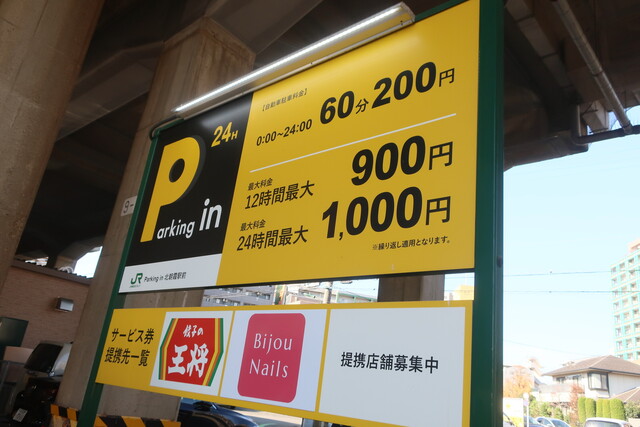 24H
Parking in
JR Parking in 北朝霞駅前
【自動車駐車料金】
0:00~24:00 60分 200円
最大料金
12時間最大 900円
最大料金
24時間最大 1,000円
※繰り返し適用となります。
サービス券
提携先一覧
餃子の
王将
Bijou
Nails
提携店舗募集中